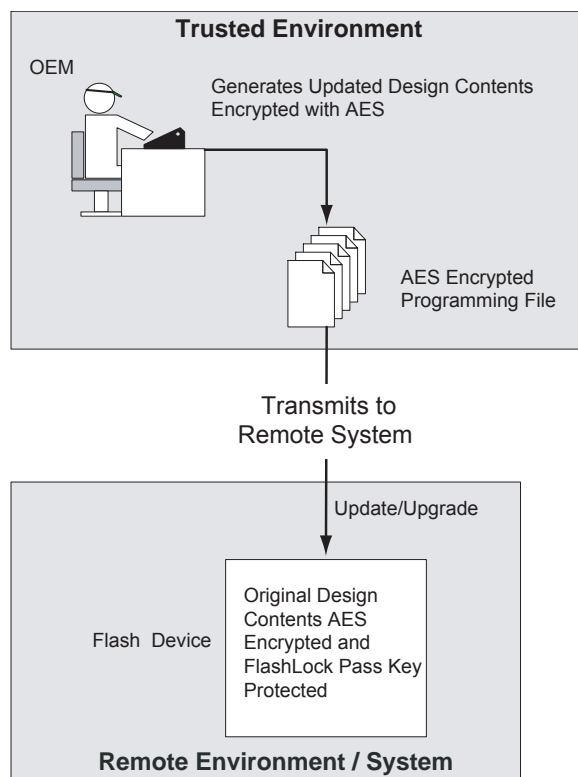 Trusted Environment
OEM
Generates Updated Design Contents
Encrypted with AES
AES Encrypted
Programming File
Transmits to
Remote System
Update/Upgrade
Flash Device
Original Design
Contents AES
Encrypted and
FlashLock Pass Key
Protected
Remote Environment / System